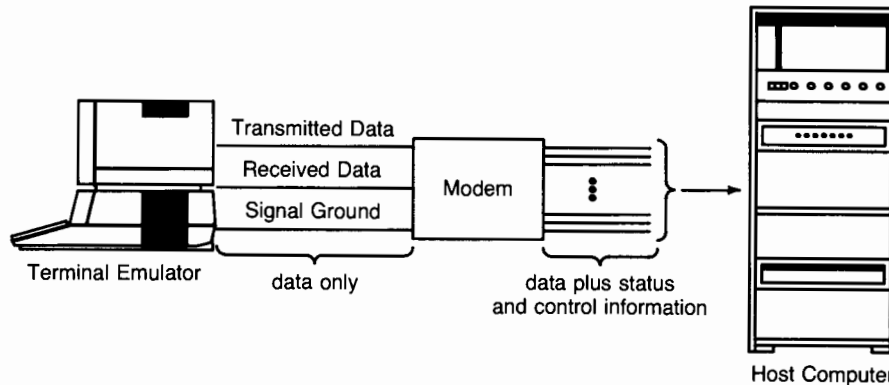 Transmitted Data
Received Data
Modem
Signal Ground
Terminal Emulator
data only
data plus status
and control information
Host Computer